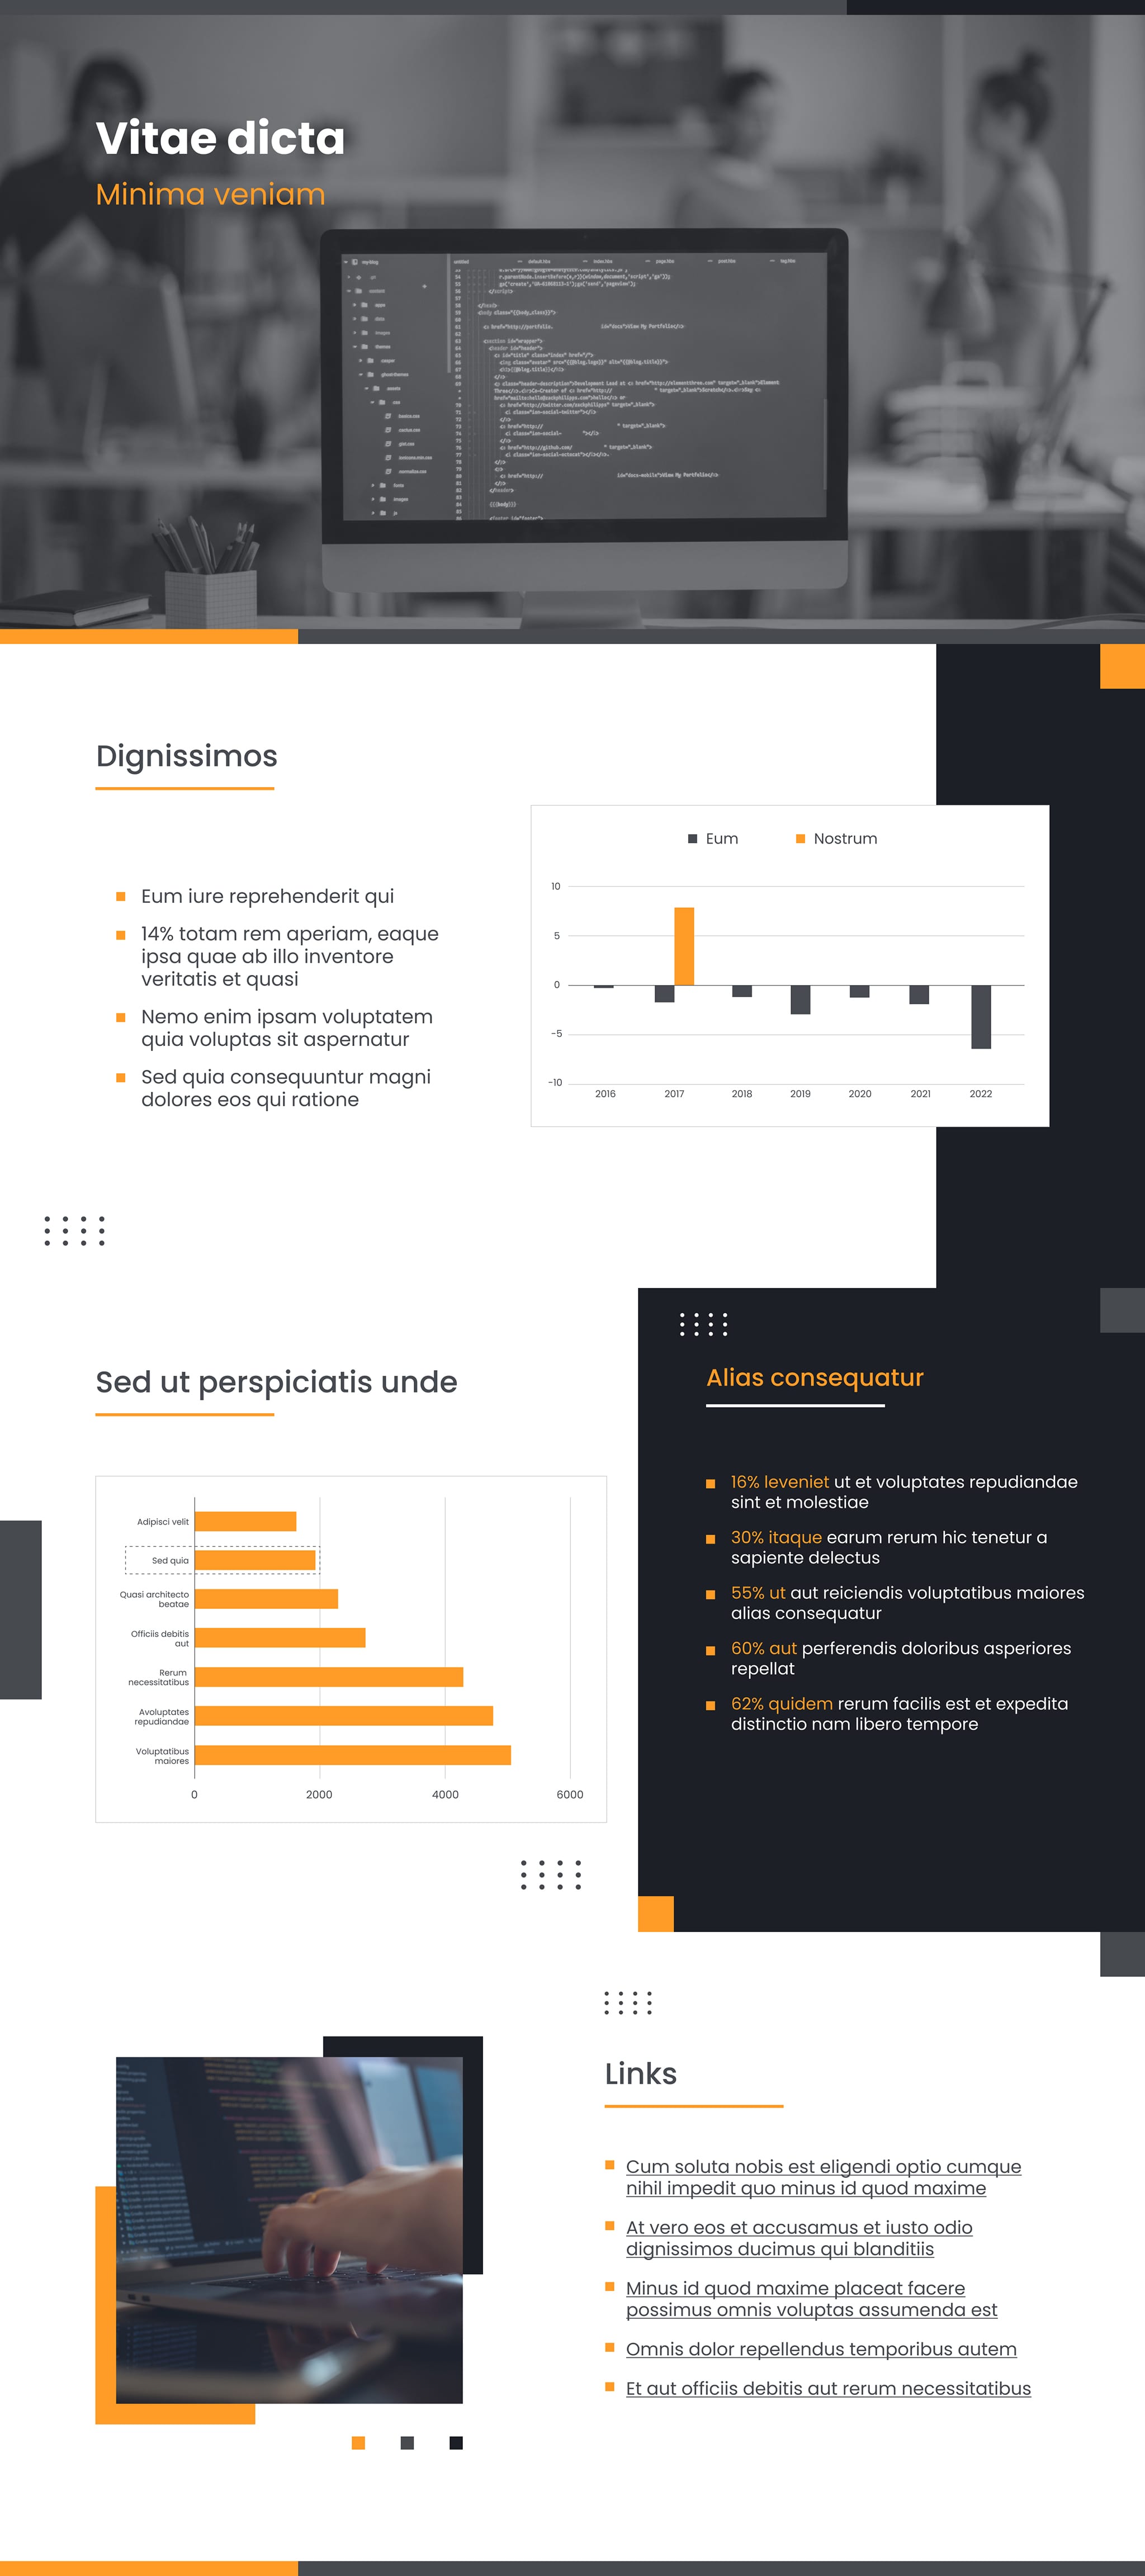 Vitae dicta
Minima veniam
Dignissimos
Eum iure reprehenderit qui
14% totam rem aperiam, eaque
ipsa quae ab illo inventore
veritatis et quasi
Nemo enim ipsam voluptatem
quia voluptas sit aspernatur
Sed quia consequuntur magni
dolores eos qui ratione
Eum Nostrum
10
5
0
-5
-10
2016 2017 2018 2019 2020 2021 2022
Sed ut perspiciatis unde
Adipisci velit
Sed quia
Quasi architecto
beatae
Officiis debitis
aut
Rerum
necessitatibus
Avoluptates
repudiandae
Voluptatibus
maiores
0 2000 4000 6000
Alias consequatur
16% leveniet ut et voluptates repudiandae
sint et molestiae
30% itaque earum rerum hic tenetur a
sapiente delectus
55% ut aut reiciendis voluptatibus maiores
alias consequatur
60% aut perferendis doloribus asperiores
repellat
62% quidem rerum facilis est et expedita
distinctio nam libero tempore
Links
Cum soluta nobis est eligendi optio cumque
nihil impedit quo minus id quod maxime
At vero eos et accusamus et iusto odio
dignissimos ducimus qui blanditiis
Minus id quod maxime placeat facere
possimus omnis voluptas assumenda est
Omnis dolor repellendus temporibus autem
Et aut officiis debitis aut rerum necessitatibus